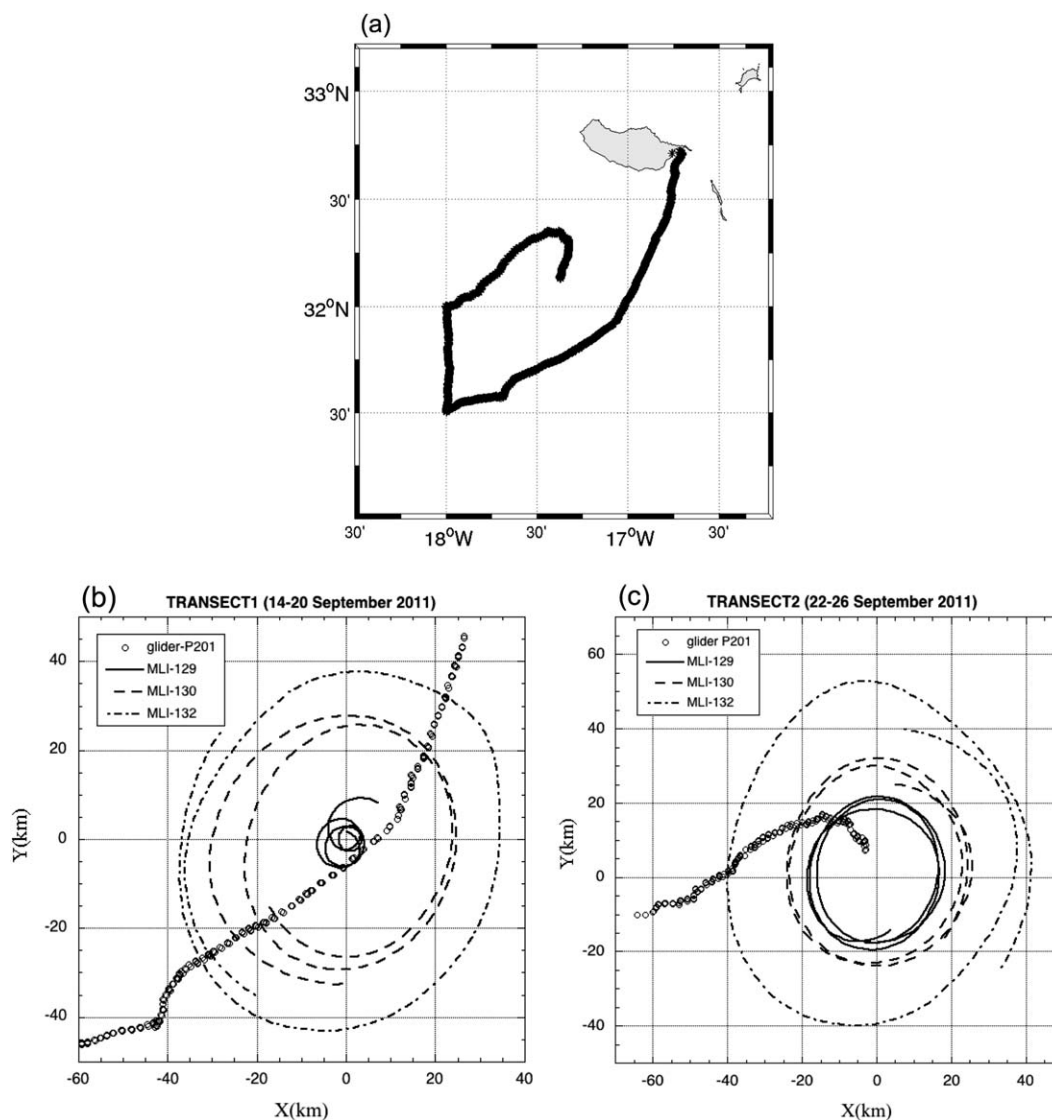 (a)
33°N
30'
32°N
30'
30' 18°W 30' 17°W 30'
(b)
TRANSECT1 (14-20 September 2011)
glider-P201
MLI-129
MLI-130
MLI-132
40
20
0
-20
-40
Y(km)
-60 -40 -20 0 20 40
X(km)
(c)
TRANSECT2 (22-26 September 2011)
glider-P201
MLI-129
MLI-130
MLI-132
60
40
20
0
-20
-40
Y(km)
-60 -40 -20 0 20 40 60
X(km)